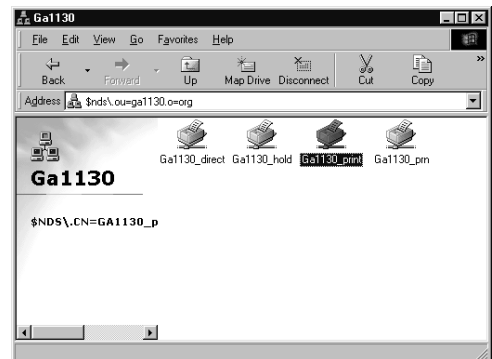 Ga1130
File Edit View Go Favorites Help
Back Forward Up Map Drive Disconnect Cut Copy »
Address $nds\.ou=ga1130.o=org
Ga1130_direct Ga1130_hold Ga1130_print Ga1130_prn
Ga1130
$NDS\.CN=GA1130_p